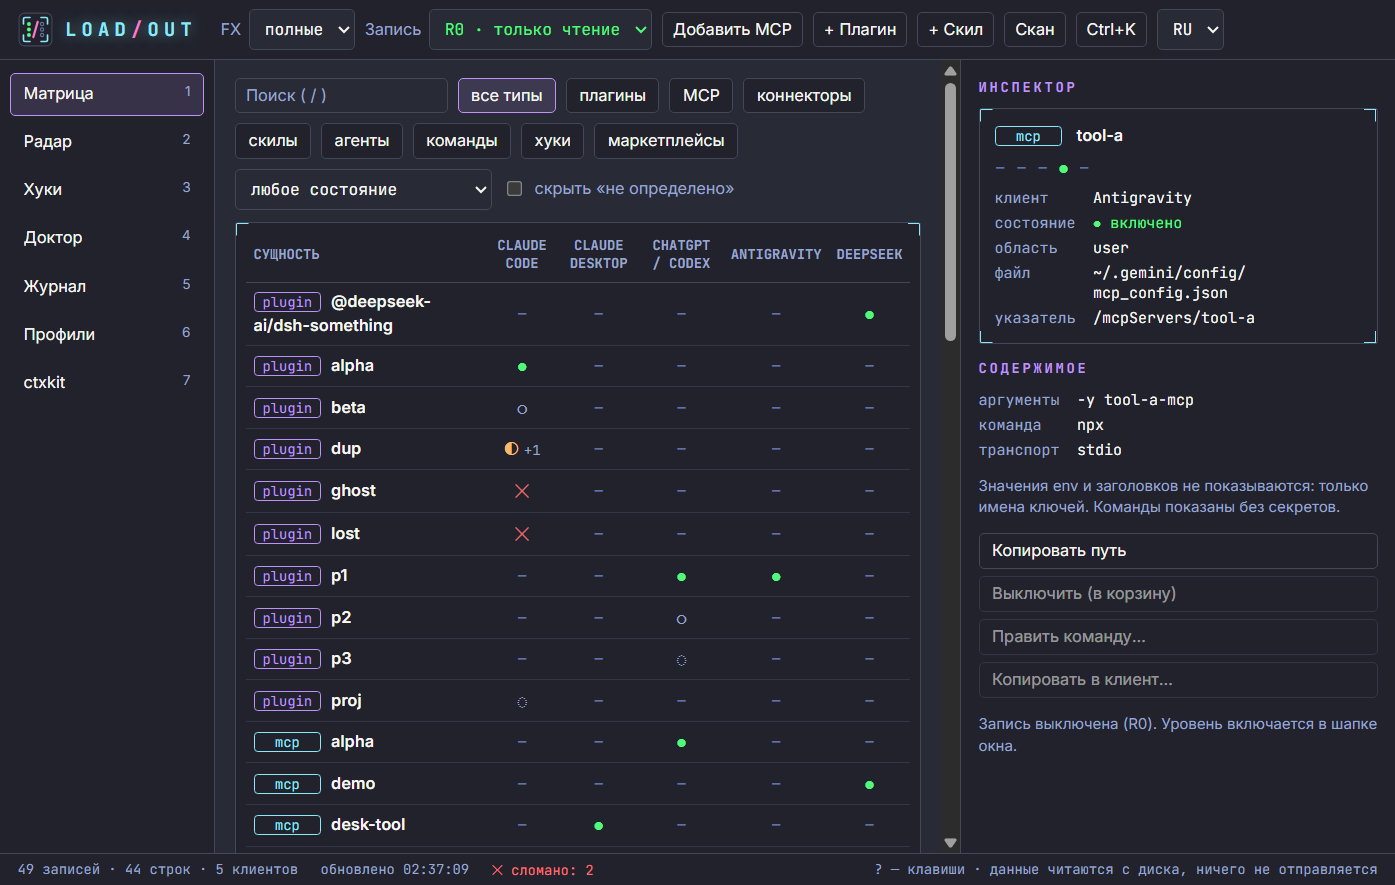 LOAD/OUT FX полные Запись R0 · только чтение Добавить MCP + Плагин + Скил Скан Ctrl+K RU
Матрица 1
Радар 2
Хуки 3
Доктор 4
Журнал 5
Профили 6
ctxkit 7
Поиск ( / ) все типы плагины MCP коннекторы
скилы агенты команды хуки маркетплейсы
любое состояние скрыть «не определено»
СУЩНОСТЬ CLAUDE CODE CLAUDE DESKTOP CHATGPT / CODEX ANTIGRAVITY DEEPSEEK
plugin @deepseek-
ai/dsh-something – – – – ●
plugin alpha ● – – – –
plugin beta ○ – – – –
plugin dup ◐ +1 – – – –
plugin ghost ✕ – – – –
plugin lost ✕ – – – –
plugin p1 – – ● ● –
plugin p2 – – ○ – –
plugin p3 – – ◌ – –
plugin proj ◌ – – – –
mcp alpha – – ● – –
mcp demo – – – – ●
mcp desk-tool – ● – – –
ИНСПЕКТОР
mcp tool-a
– – – ● –
клиент Antigravity
состояние ● включено
область user
файл ~/.gemini/config/
mcp_config.json
указатель /mcpServers/tool-a
СОДЕРЖИМОЕ
аргументы -y tool-a-mcp
команда npx
транспорт stdio
Значения env и заголовков не показываются: только
имена ключей. Команды показаны без секретов.
Копировать путь
Выключить (в корзину)
Править команду…
Копировать в клиент…
Запись выключена (R0). Уровень включается в шапке
окна.
49 записей · 44 строк · 5 клиентов обновлено 02:37:09 ✕ сломано: 2 ? — клавиши · данные читаются с диска, ничего не отправляется